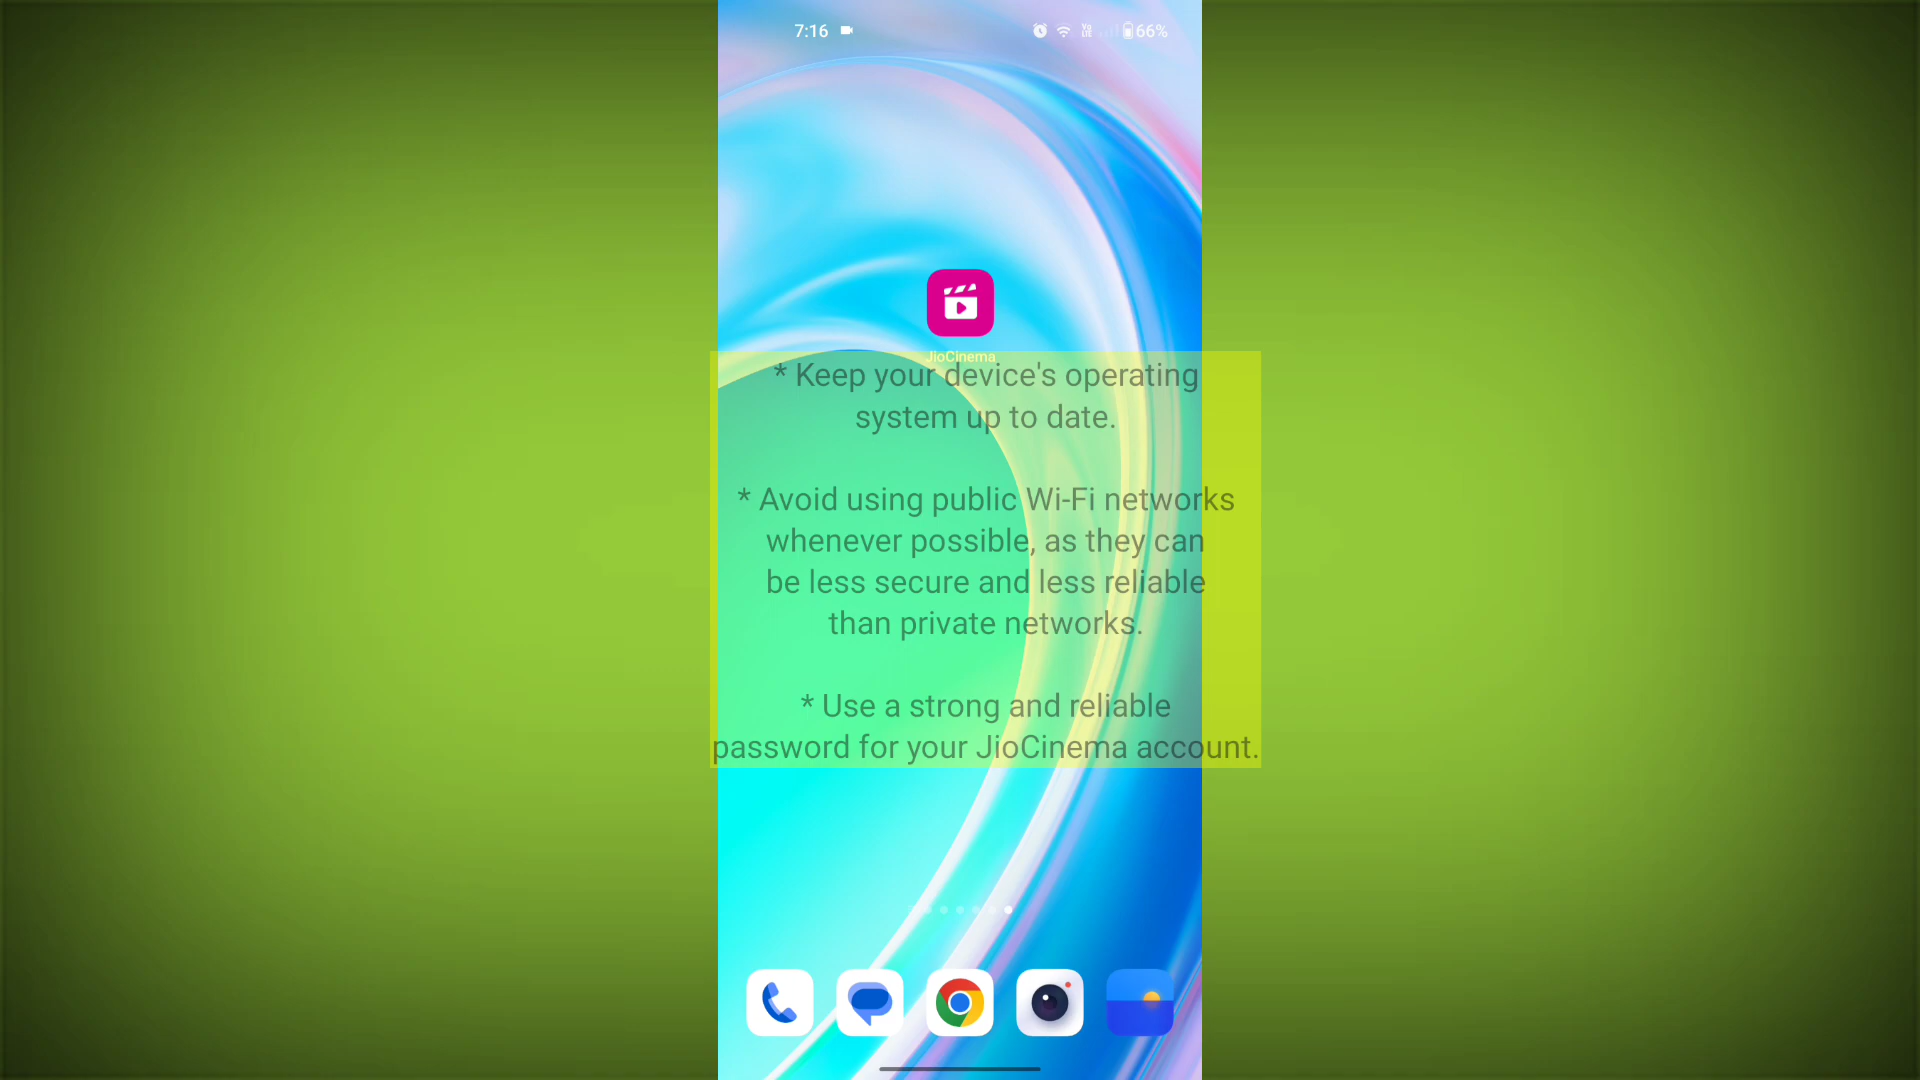 7:16
Vo LTE 66%
JioCinema
* Keep your device's operating
system up to date.
* Avoid using public Wi-Fi networks
whenever possible, as they can
be less secure and less reliable
than private networks.
* Use a strong and reliable
password for your JioCinema account.